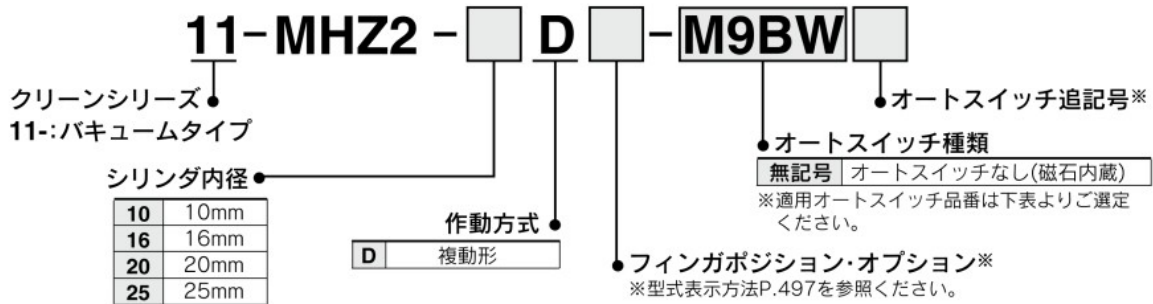 11-MHZ2-□D□-M9BW□
クリーンシリーズ
11-:バキュームタイプ
シリンダ内径
10 10mm
16 16mm
20 20mm
25 25mm
作動方式
D 複動形
オートスイッチ追記号※
オートスイッチ種類
無記号 オートスイッチなし(磁石内蔵)
※適用オートスイッチ品番は下表よりご選定
ください。
フィンガポジション・オプション※
※型式表示方法P.497を参照ください。